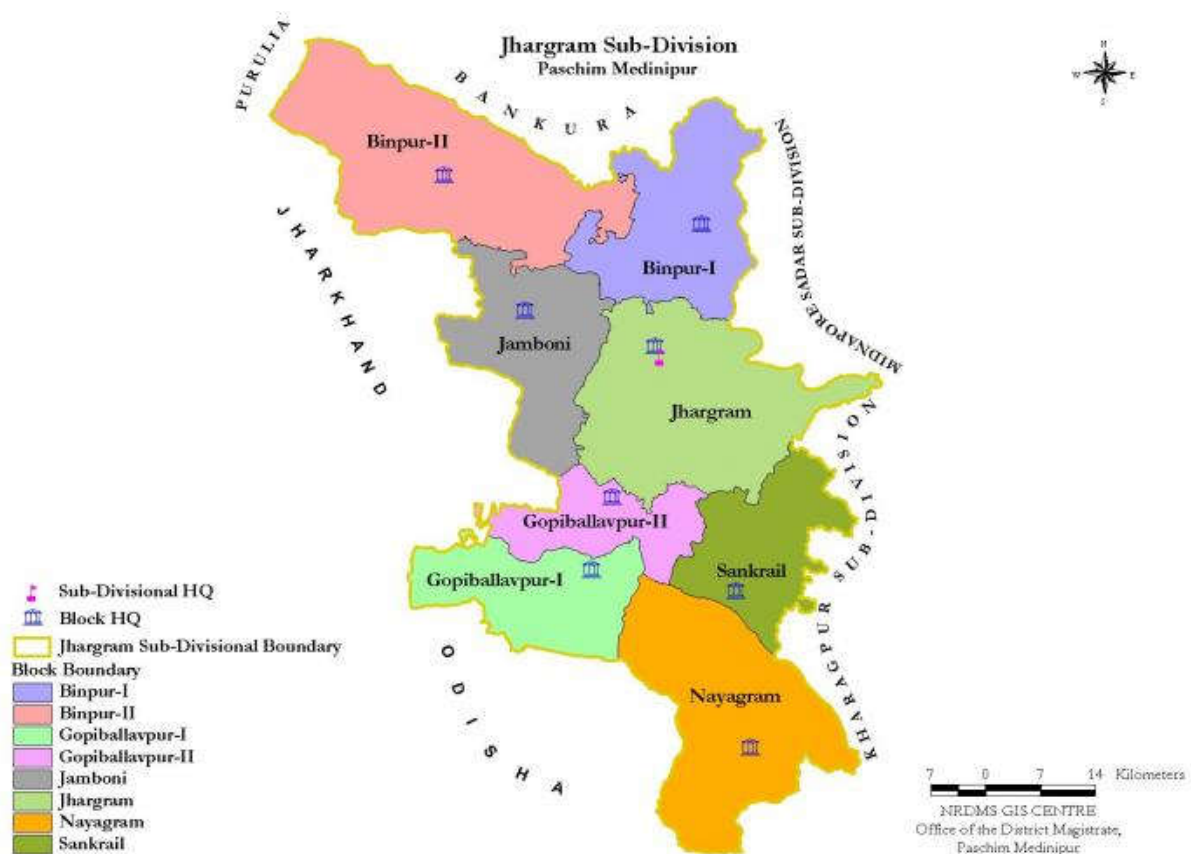 Jhargram Sub-Division
Paschim Medinipur
N
W E
S
PURULIA
BANKURA
MIDNAPORE SADAR SUB-DIVISION
JHARKHAND
KHARAGPUR SUB-DIVISION
ODISHA
Binpur-II
Binpur-I
Jamboni
Jhargram
Gopiballavpur-II
Gopiballavpur-I
Sankrail
Nayagram
Sub-Divisional HQ
Block HQ
Jhargram Sub-Divisional Boundary
Block Boundary
Binpur-I
Binpur-II
Gopiballavpur-I
Gopiballavpur-II
Jamboni
Jhargram
Nayagram
Sankrail
7 0 7 14 Kilometers
NRDMS GIS CENTRE
Office of the District Magistrate,
Paschim Medinipur